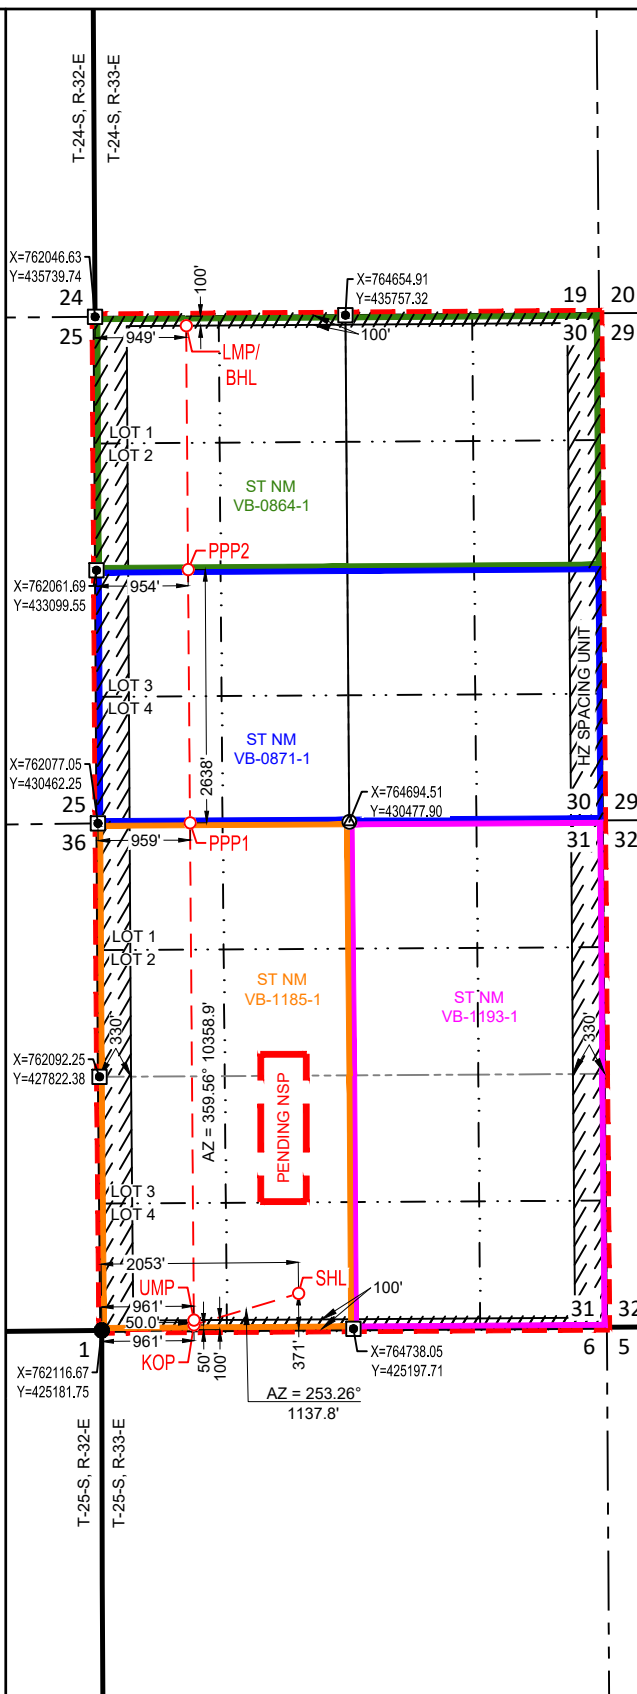 T-24-S, R-32-E
T-24-S, R-33-E
X=762046.63
Y=435739.74
100'
X=764654.91
Y=435757.32
24
19
20
25
949'
100'
30
29
LMP/
BHL
LOT 1
LOT 2
ST NM
VB-0864-1
PPP2
X=762061.69
Y=433099.55
954'
HZ SPACING UNIT
LOT 3
LOT 4
ST NM
VB-0871-1
2638'
X=762077.05
Y=430462.25
X=764694.51
Y=430477.90
25
30
29
36
959'
PPP1
31
32
LOT 1
LOT 2
ST NM
VB-1185-1
ST NM
VB-1193-1
AZ = 359.56° 10358.9'
330'
330'
X=762092.25
Y=427822.38
PENDING NSP
LOT 3
LOT 4
2053'
SHL
UMP
961'
100'
50.0'
31
32
1
961'
KOP
50'
100'
371'
6
5
X=762116.67
Y=425181.75
X=764738.05
Y=425197.71
AZ = 253.26°
1137.8'
T-25-S, R-32-E
T-25-S, R-33-E